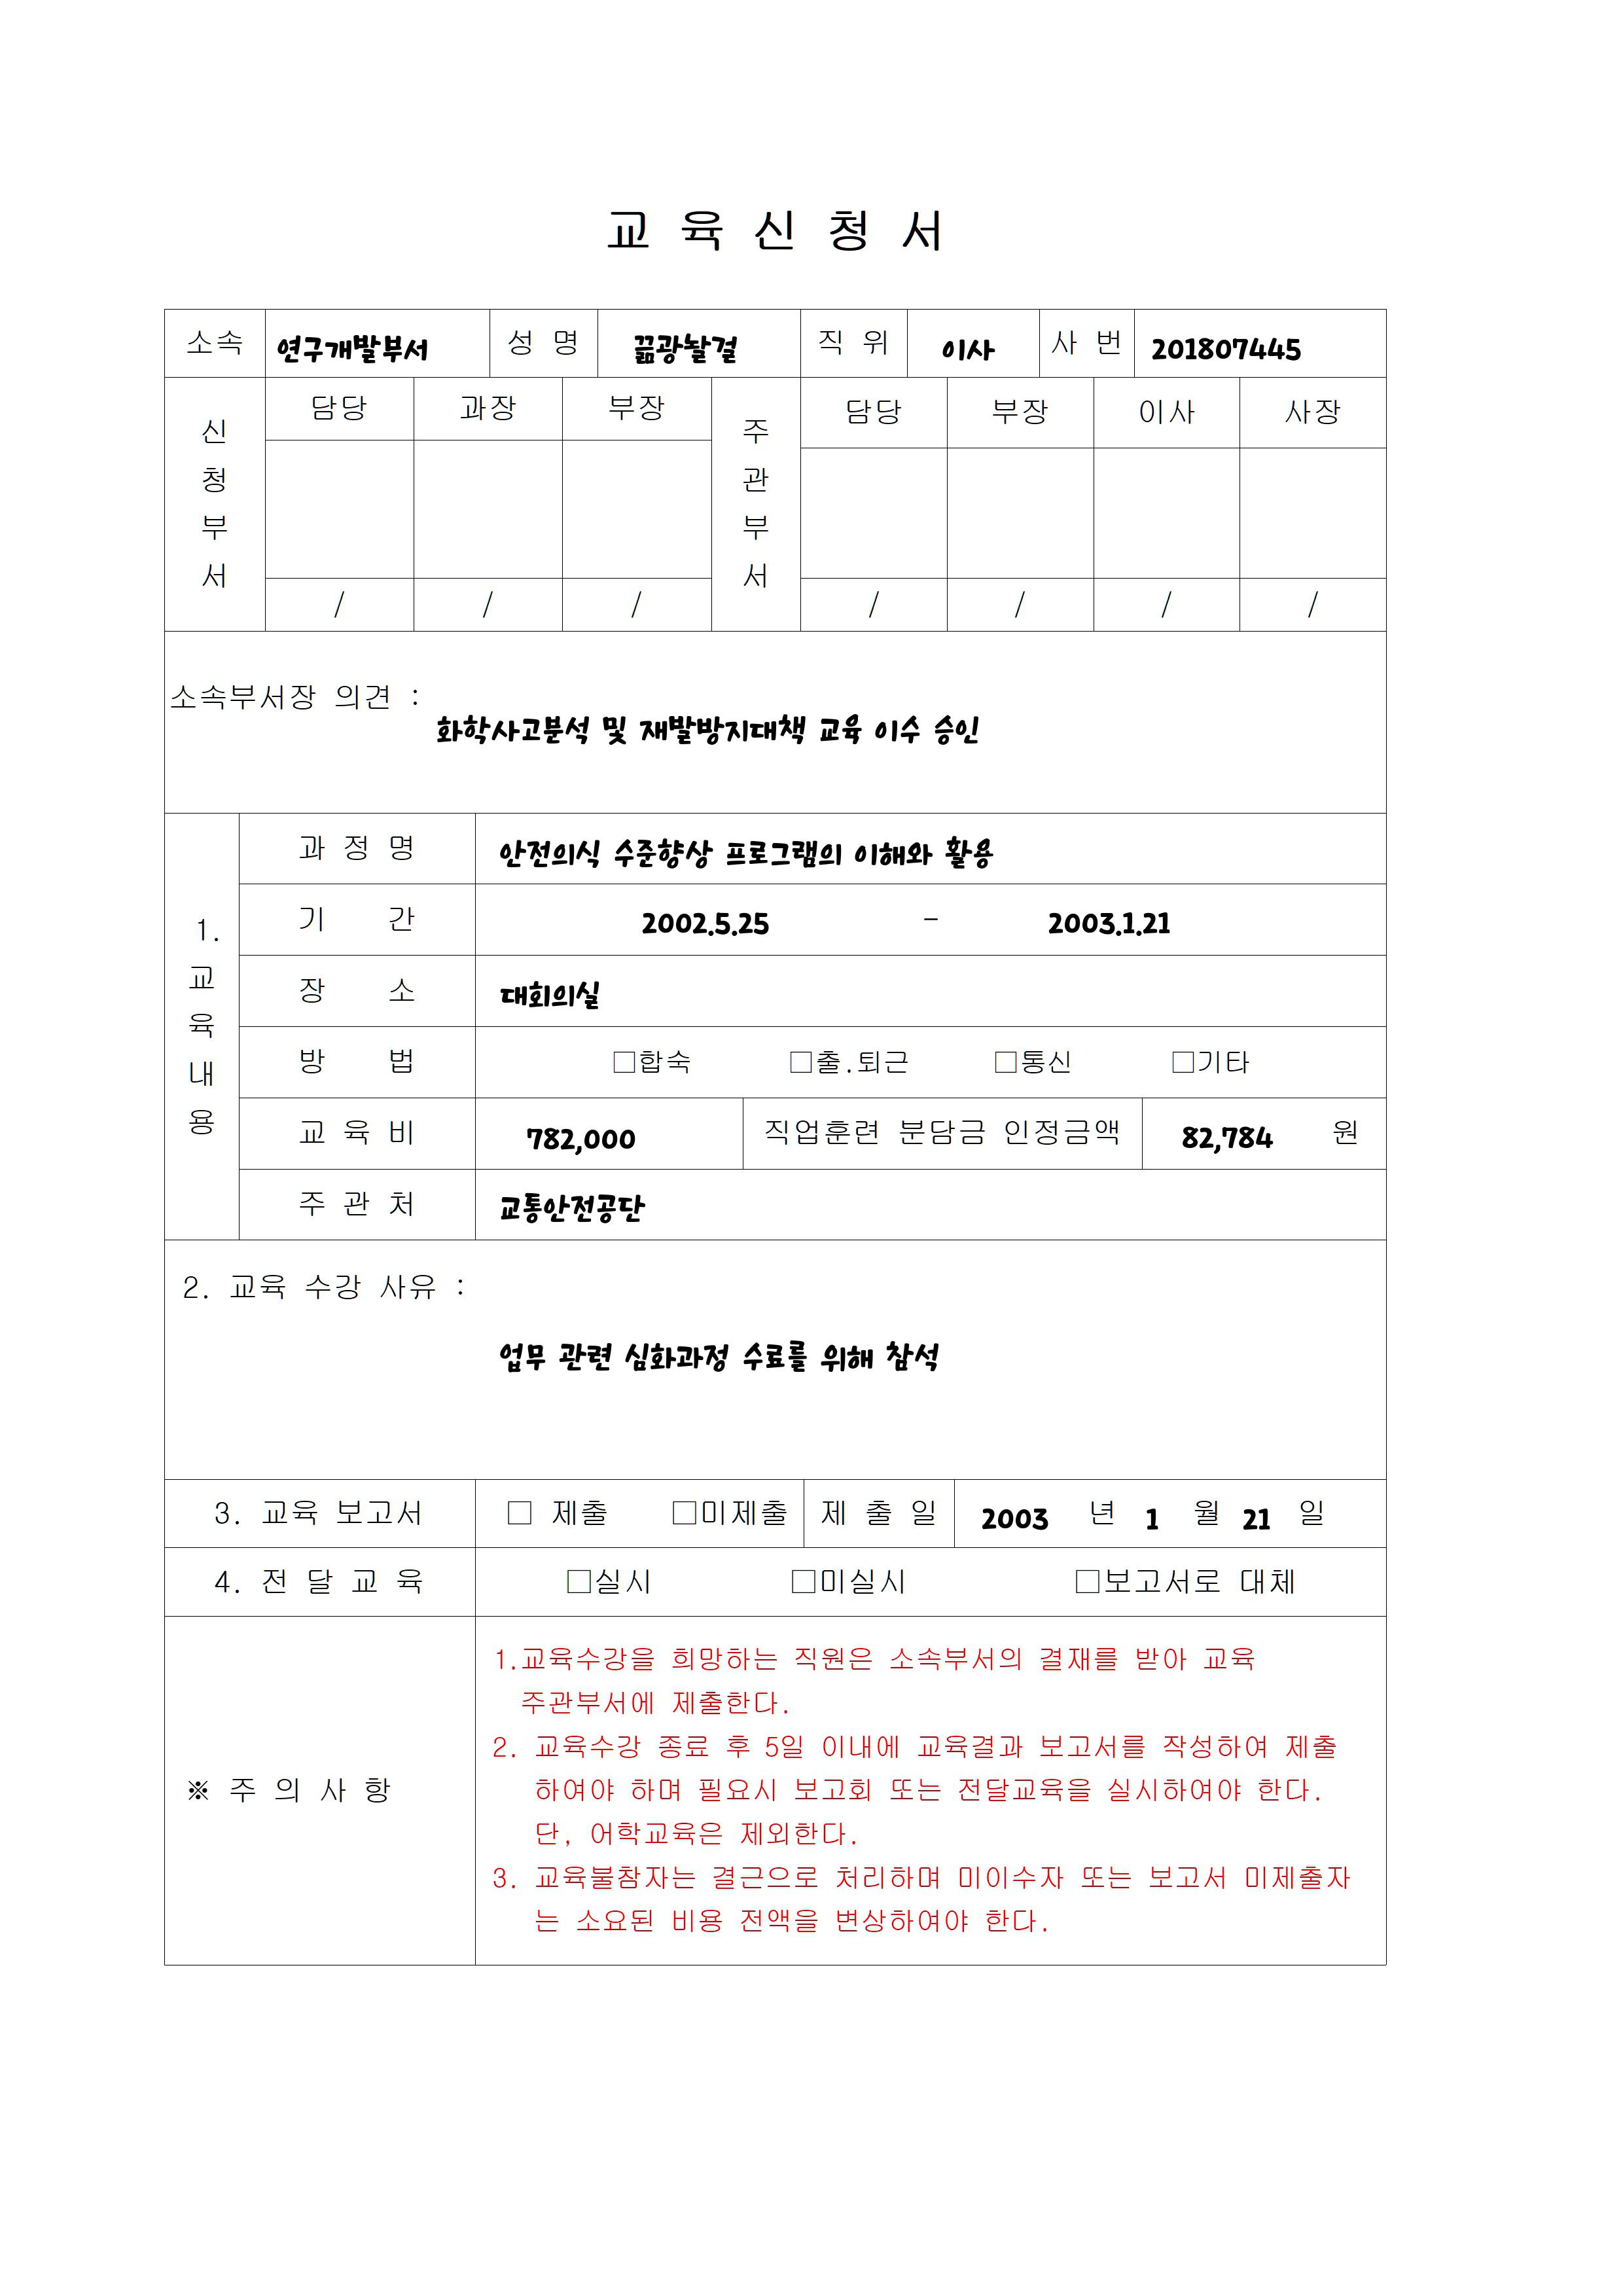 교 육 신 청 서
소속 연구개발부서 성 명 직 위 이사 사 번 201807445
신 청 부 서 담당 과장 부장 주 관 부 서 담당 부장 이사 사장
/ / / / / / /
소속부서장 의견 :
화학사고분석 및 재발방지대책 교육 이수 승인
1. 교 육 내 용
과 정 명 안전의식 수준향상 프로그램의 이해와 활용
기 간 2002.5.25 - 2003.1.21
장 소 대회의실
방 법 □합숙 □출.퇴근 □통신 □기타
교 육 비 782,000 직업훈련 분담금 인정금액 82,784 원
주 관 처 교통안전공단
2. 교육 수강 사유 :
업무 관련 심화과정 수료를 위해 참석
3. 교육 보고서 □ 제출 □미제출 제 출 일 2003 년 1 월 21 일
4. 전 달 교 육 □실시 □미실시 □보고서로 대체
※ 주 의 사 항
1.교육수강을 희망하는 직원은 소속부서의 결재를 받아 교육
주관부서에 제출한다.
2. 교육수강 종료 후 5일 이내에 교육결과 보고서를 작성하여 제출
하여야 하며 필요시 보고회 또는 전달교육을 실시하여야 한다.
단, 어학교육은 제외한다.
3. 교육불참자는 결근으로 처리하며 미이수자 또는 보고서 미제출자
는 소요된 비용 전액을 변상하여야 한다.